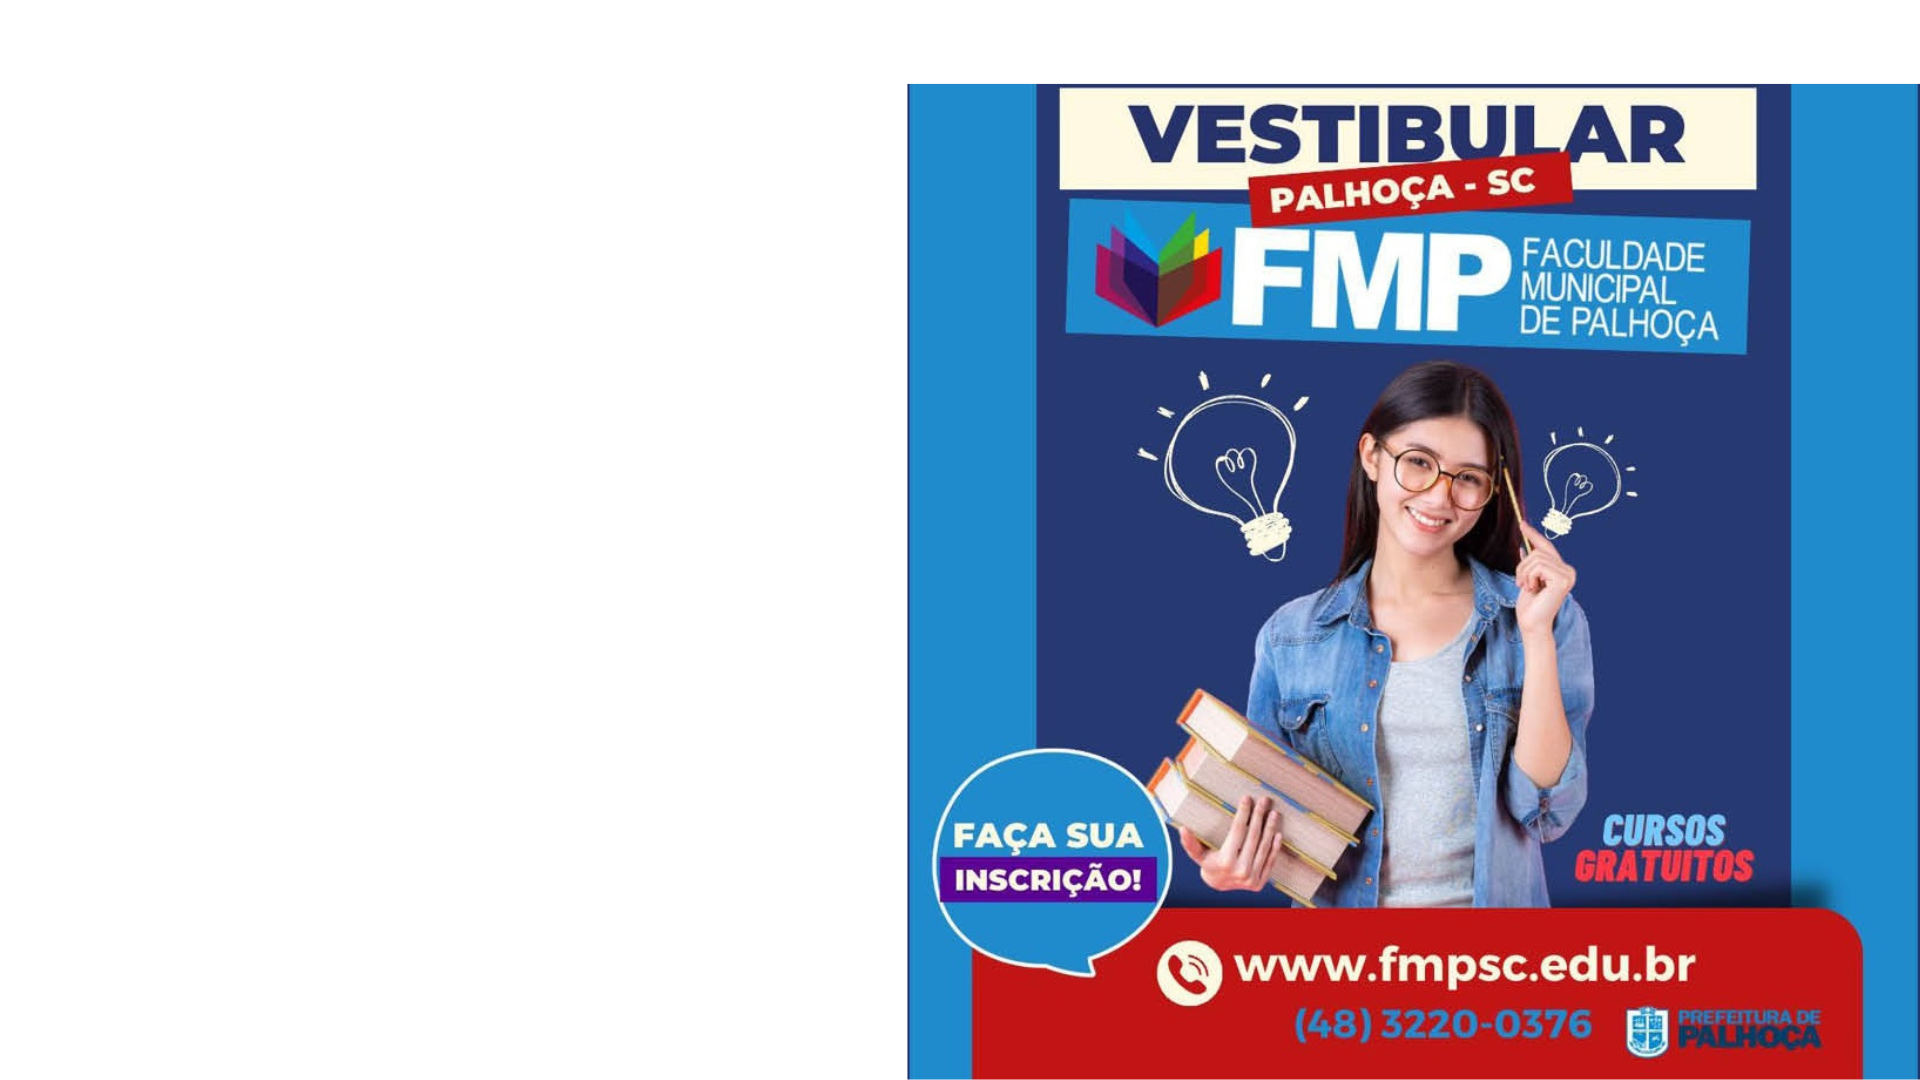 VESTIBULAR
PALHOÇA - SC
FMP
FACULDADE
MUNICIPAL
DE PALHOÇA
CURSOS
GRATUITOS
FAÇA SUA
INSCRIÇÃO!
www.fmpsc.edu.br
(48) 3220-0376
PREFEITURA DE
PALHOÇA